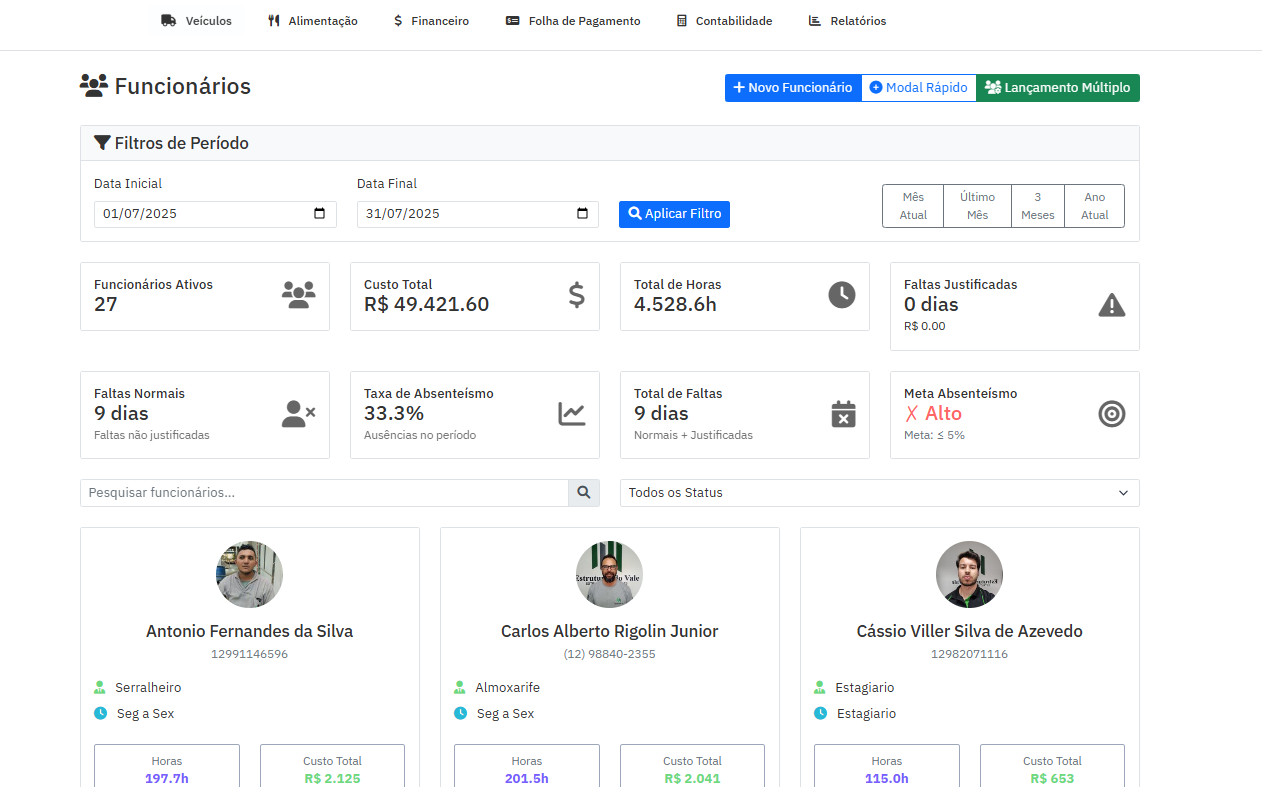 Veículos
Alimentação
Financeiro
Folha de Pagamento
Contabilidade
Relatórios
Funcionários
Novo Funcionário
Modal Rápido
Lançamento Múltiplo
Filtros de Período
Data Inicial
Data Final
01/07/2025
31/07/2025
Aplicar Filtro
Mês
Atual
Último
Mês
3
Meses
Ano
Atual
Funcionários Ativos
27
Custo Total
R$ 49.421.60
Total de Horas
4.528.6h
Faltas Justificadas
0 dias
R$ 0.00
Faltas Normais
9 dias
Faltas não justificadas
Taxa de Absenteísmo
33.3%
Ausências no período
Total de Faltas
9 dias
Normais + Justificadas
Meta Absenteísmo
✗ Alto
Meta: ≤ 5%
Pesquisar funcionários...
Todos os Status
Antonio Fernandes da Silva
12991146596
Serralheiro
Seg a Sex
Horas
197.7h
Custo Total
R$ 2.125
Carlos Alberto Rigolin Junior
(12) 98840-2355
Almoxarife
Seg a Sex
Horas
201.5h
Custo Total
R$ 2.041
Cássio Viller Silva de Azevedo
12982071116
Estagiario
Estagiario
Horas
115.0h
Custo Total
R$ 653